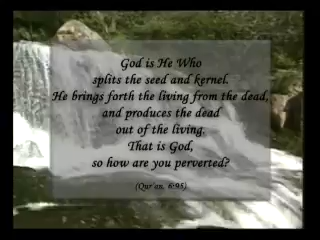 God is He Who
splits the seed and kernel.
He brings forth the living from the dead,
and produces the dead
out of the living.
That is God,
so how are you perverted?
(Qur'an, 6:95)